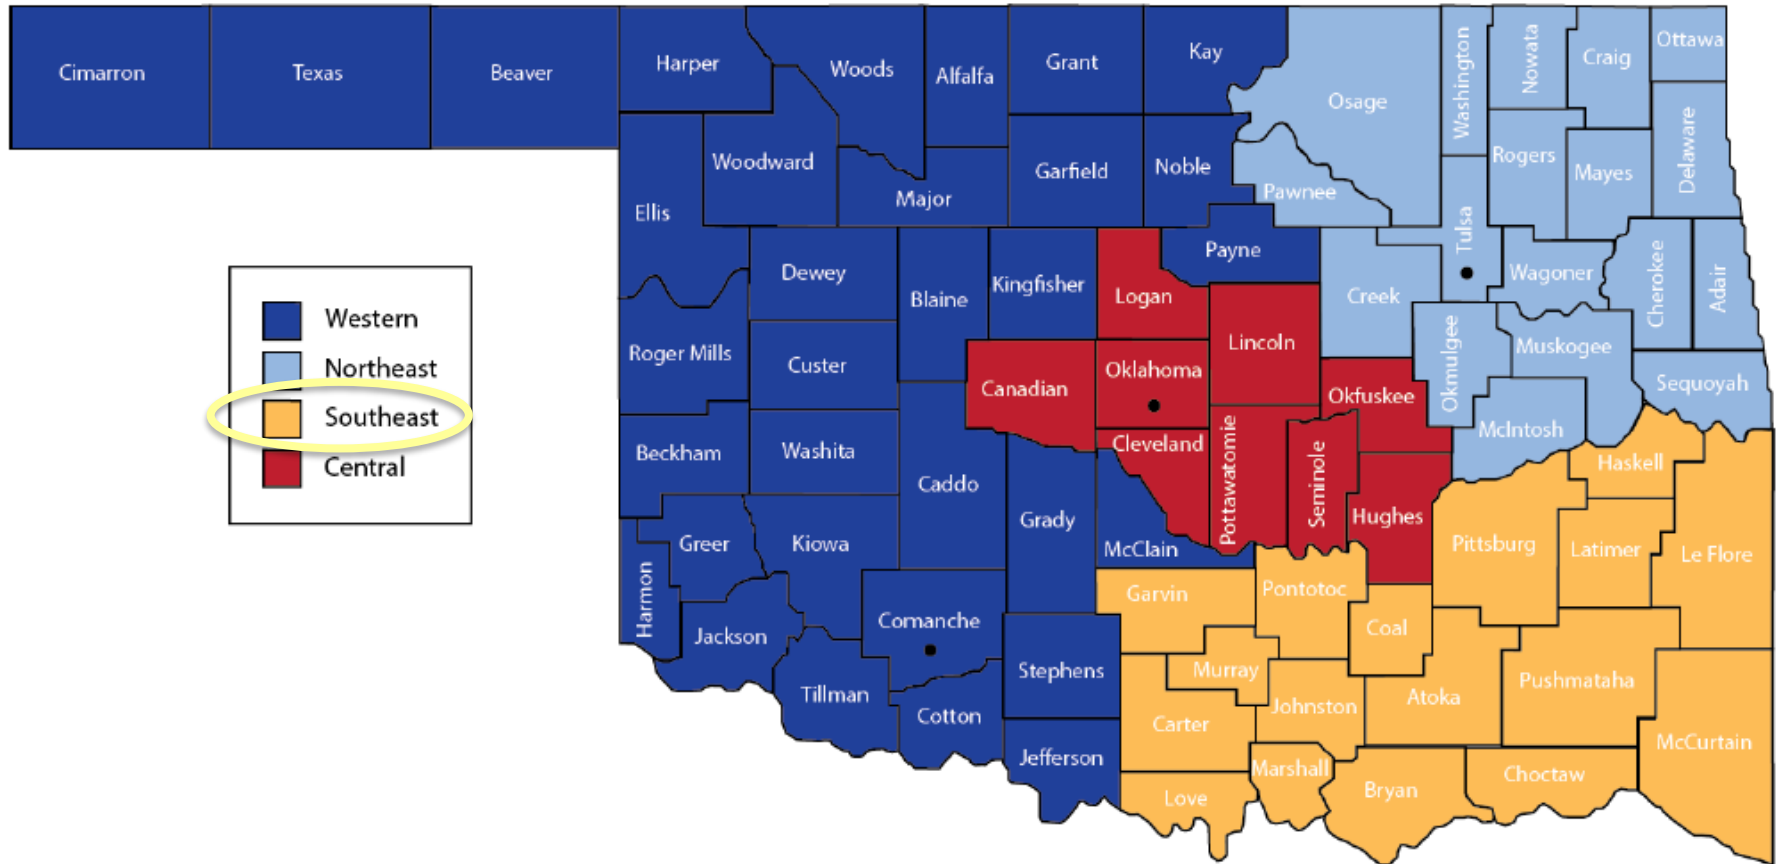 Cimarron
Texas
Beaver
Harper
Woods
Alfalfa
Grant
Kay
Osage
Washington
Nowata
Craig
Ottawa
Woodward
Ellis
Major
Garfield
Noble
Pawnee
Rogers
Mayes
Delaware
Tulsa
Dewey
Blaine
Kingfisher
Logan
Payne
Creek
Wagoner
Cherokee
Adair
Western
Northeast
Southeast
Central
Roger Mills
Custer
Canadian
Oklahoma
Lincoln
Okfuskee
Okmulgee
Muskogee
Sequoyah
Beckham
Washita
Caddo
Grady
Cleveland
Pottawatomie
Seminole
Hughes
McIntosh
Haskell
Greer
Kiowa
McClain
Pittsburg
Latimer
Le Flore
Harmon
Jackson
Comanche
Garvin
Pontotoc
Coal
Tillman
Cotton
Stephens
Murray
Carter
Johnston
Atoka
Pushmataha
McCurtain
Jefferson
Love
Marshall
Bryan
Choctaw